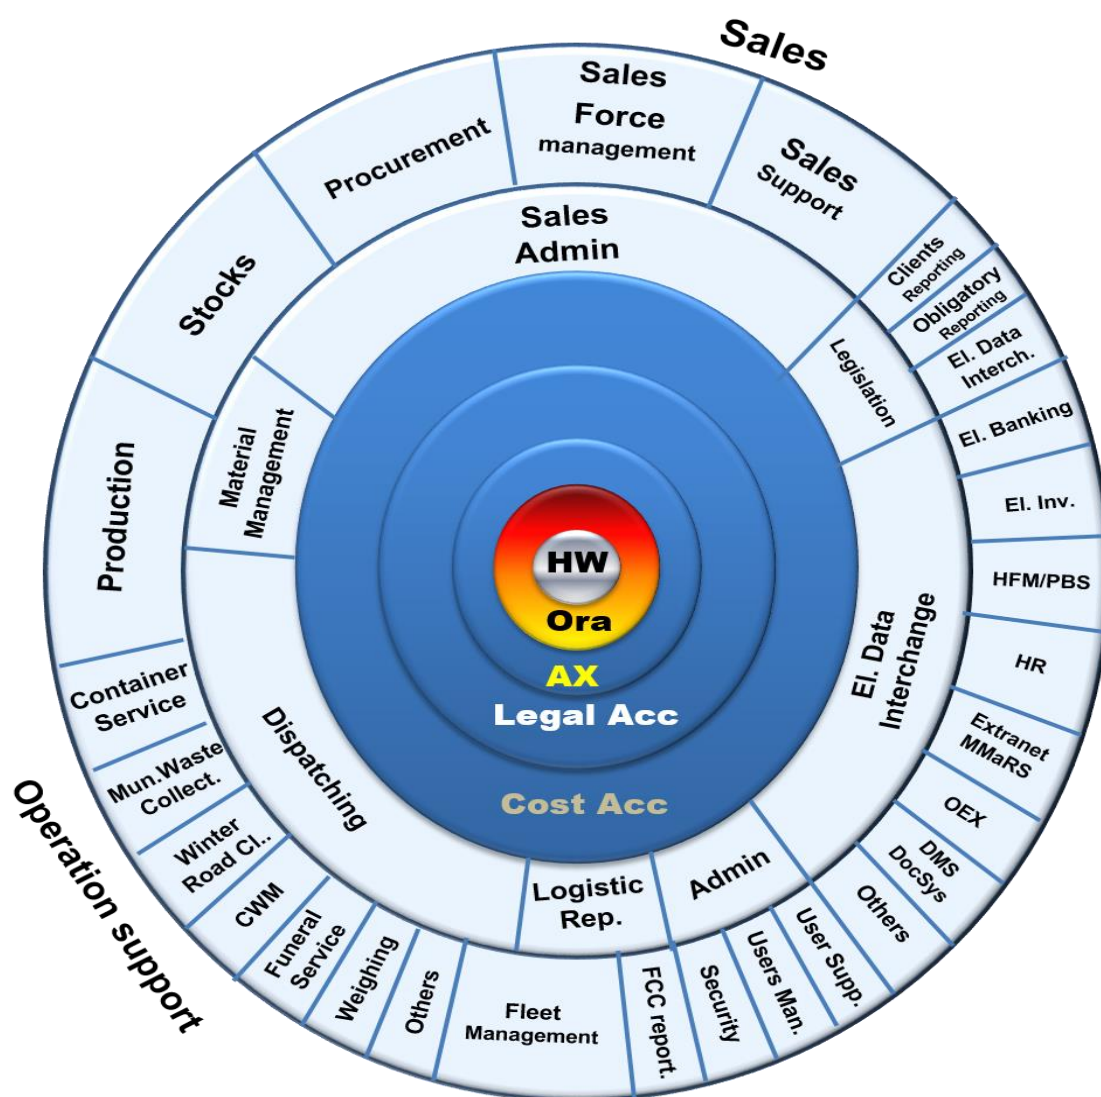 Sales
Sales
Force
management
Sales
Support
Clients
Reporting
Obligatory
Reporting
El. Data
Interch.
El. Banking
El. Inv.
HFM/PBS
HR
Extranet
MMaRS
OEX
DMS
DocSys
Others
User Supp.
Users Man.
Security
FCC report.
Fleet
Management
Others
Weighing
Funeral
Service
CWM
Winter
Road Cl..
Mun.Waste
Collect.
Container
Service
Production
Stocks
Procurement
Operation support
Sales
Admin
Legislation
El. Data
Interchange
Admin
Logistic
Rep.
Dispatching
Material
Management
HW
Ora
AX
Legal Acc
Cost Acc